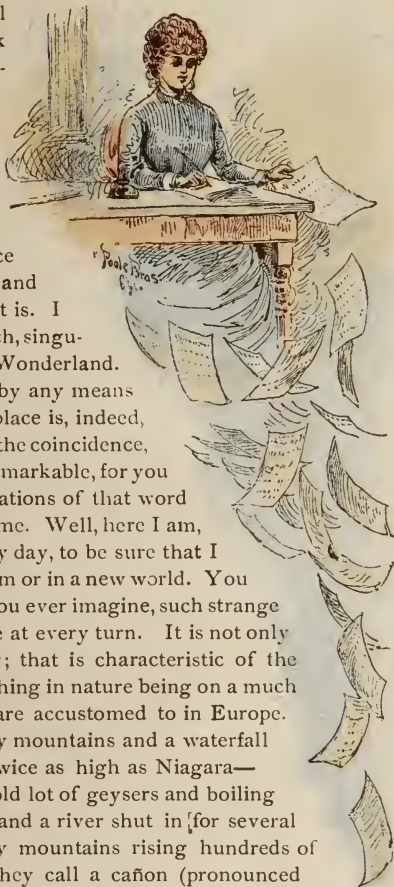 l
k
-
Poole Bros
Cgo.
ce
and
t is. I
ch, singu-
Wonderland.
by any means
place is, indeed,
the coincidence,
markable, for you
ations of that word
me. Well, here I am,
y day, to be sure that I
m or in a new world. You
ou ever imagine, such strange
e at every turn. It is not only
; that is characteristic of the
hing in nature being on a much
are accustomed to in Europe.
y mountains and a waterfall
wice as high as Niagara—
old lot of geysers and boiling
and a river shut in [for several
y mountains rising hundreds of
hey call a cañon (pronounced